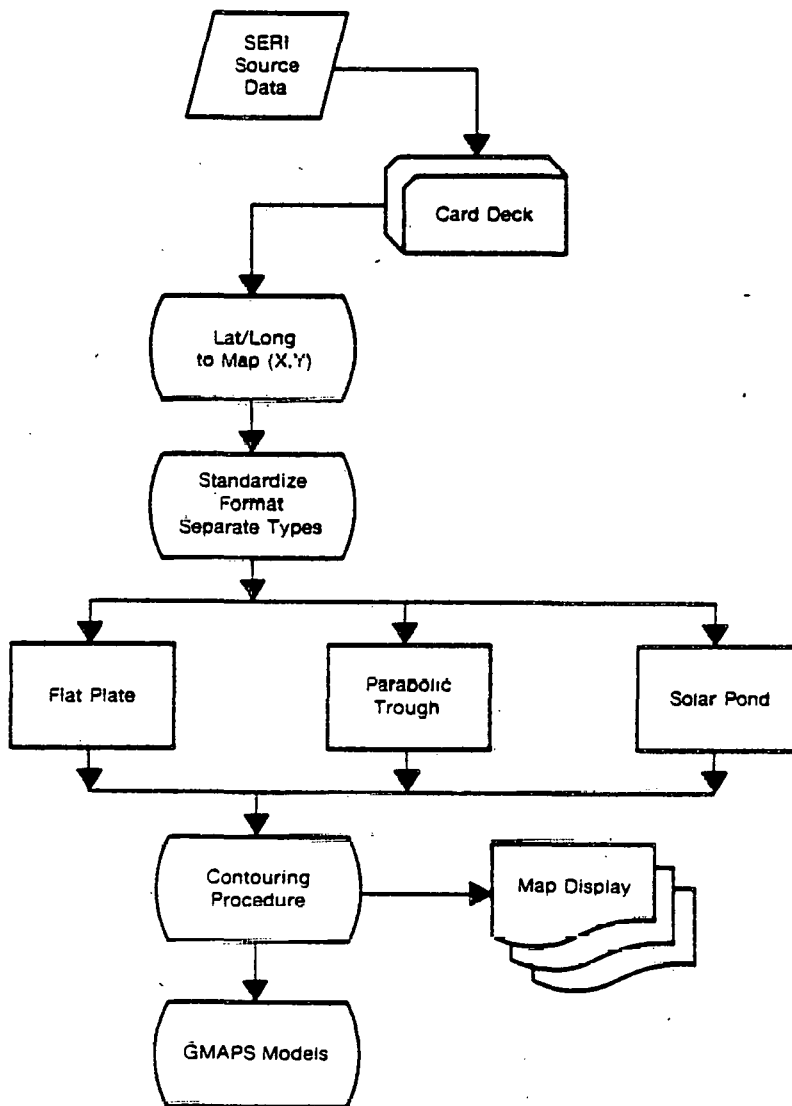 SERI
Source
Data
Card Deck
Lat/Long
to Map (X,Y)
Standardize
Format
Separate Types
Flat Plate
Parabolic
Trough
Solar Pond
Contouring
Procedure
Map Display
GMAPS Models